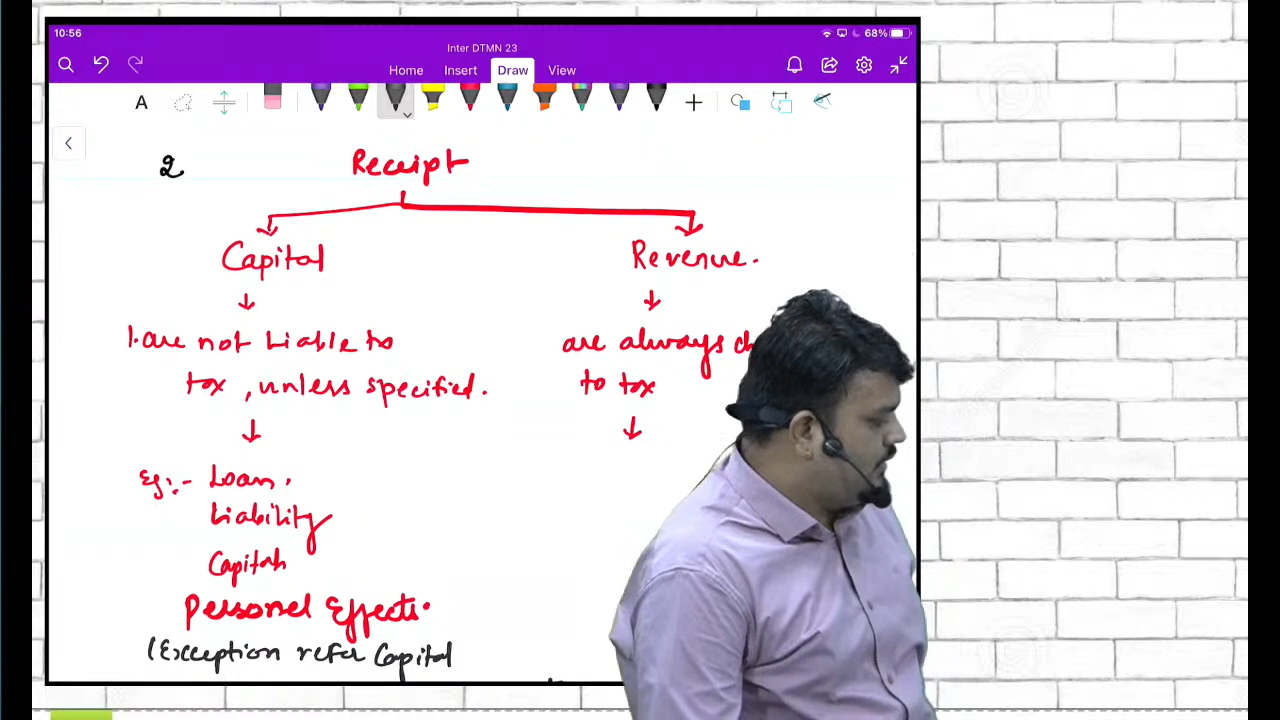 10:56
68%
Inter DTMN 23
Home Insert Draw View
A
2
Receipt
Capital
Revenue.
1. are not liable to
tax, unless specified.
are always
to tax
Eg:- Loan.
Liability
Capital
Personel Effects.
(Exception refer Capital